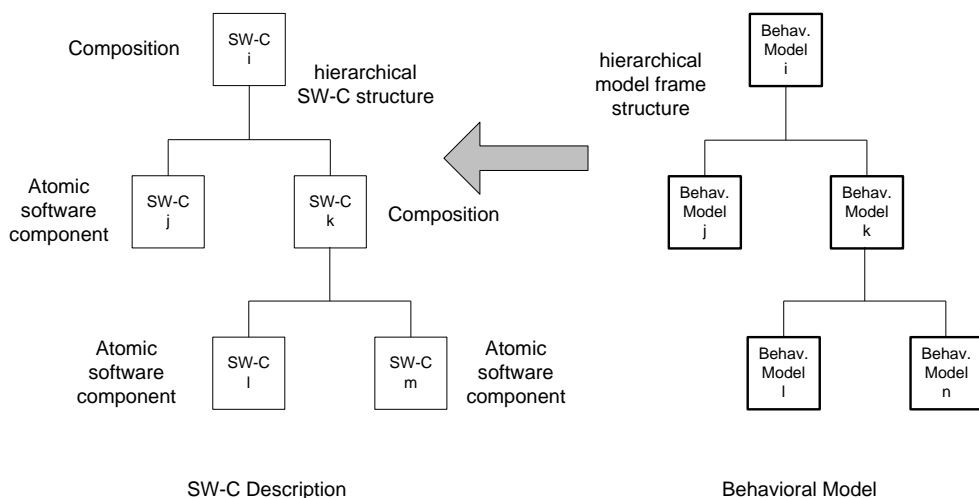 Composition
SW-C
i
hierarchical
SW-C structure
Behav.
Model
i
hierarchical
model frame
structure
Atomic
software
component
SW-C
j
SW-C
k
Composition
Behav.
Model
j
Behav.
Model
k
Atomic
software
component
SW-C
l
SW-C
m
Atomic
software
component
Behav.
Model
l
Behav.
Model
n
SW-C Description
Behavioral Model